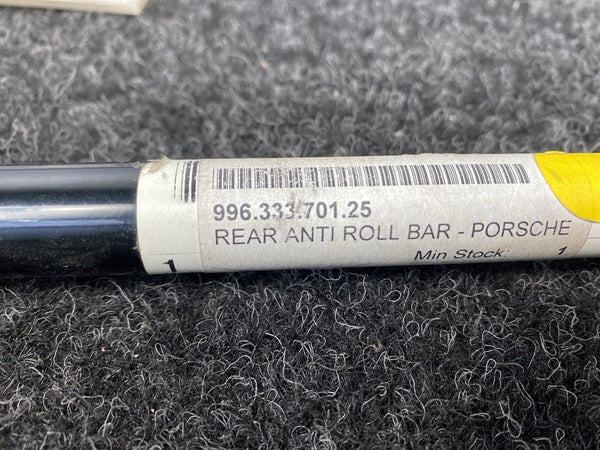 996.333.701.25
REAR ANTI ROLL BAR - PORSCHE
Min Stock: 1
1